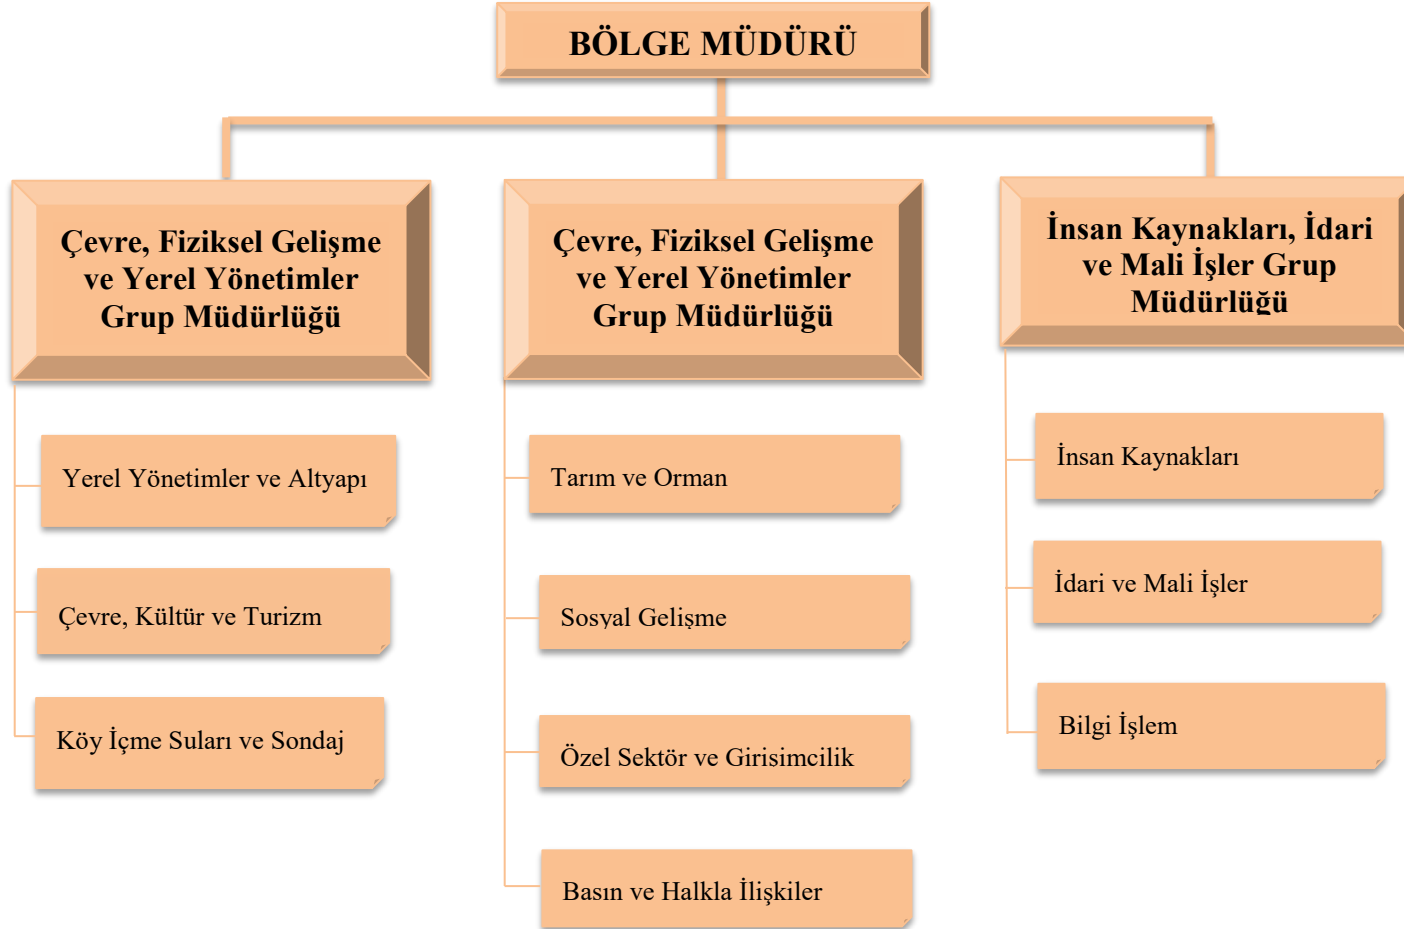 BÖLGE MÜDÜRÜ
Çevre, Fiziksel Gelişme
ve Yerel Yönetimler
Grup Müdürlüğü
Yerel Yönetimler ve Altyapı
Çevre, Kültür ve Turizm
Köy İçme Suları ve Sondaj
Çevre, Fiziksel Gelişme
ve Yerel Yönetimler
Grup Müdürlüğü
Tarım ve Orman
Sosyal Gelişme
Özel Sektör ve Girisimcilik
Basın ve Halkla İlişkiler
İnsan Kaynakları, İdari
ve Mali İşler Grup
Müdürlüğü
İnsan Kaynakları
İdari ve Mali İşler
Bilgi İşlem